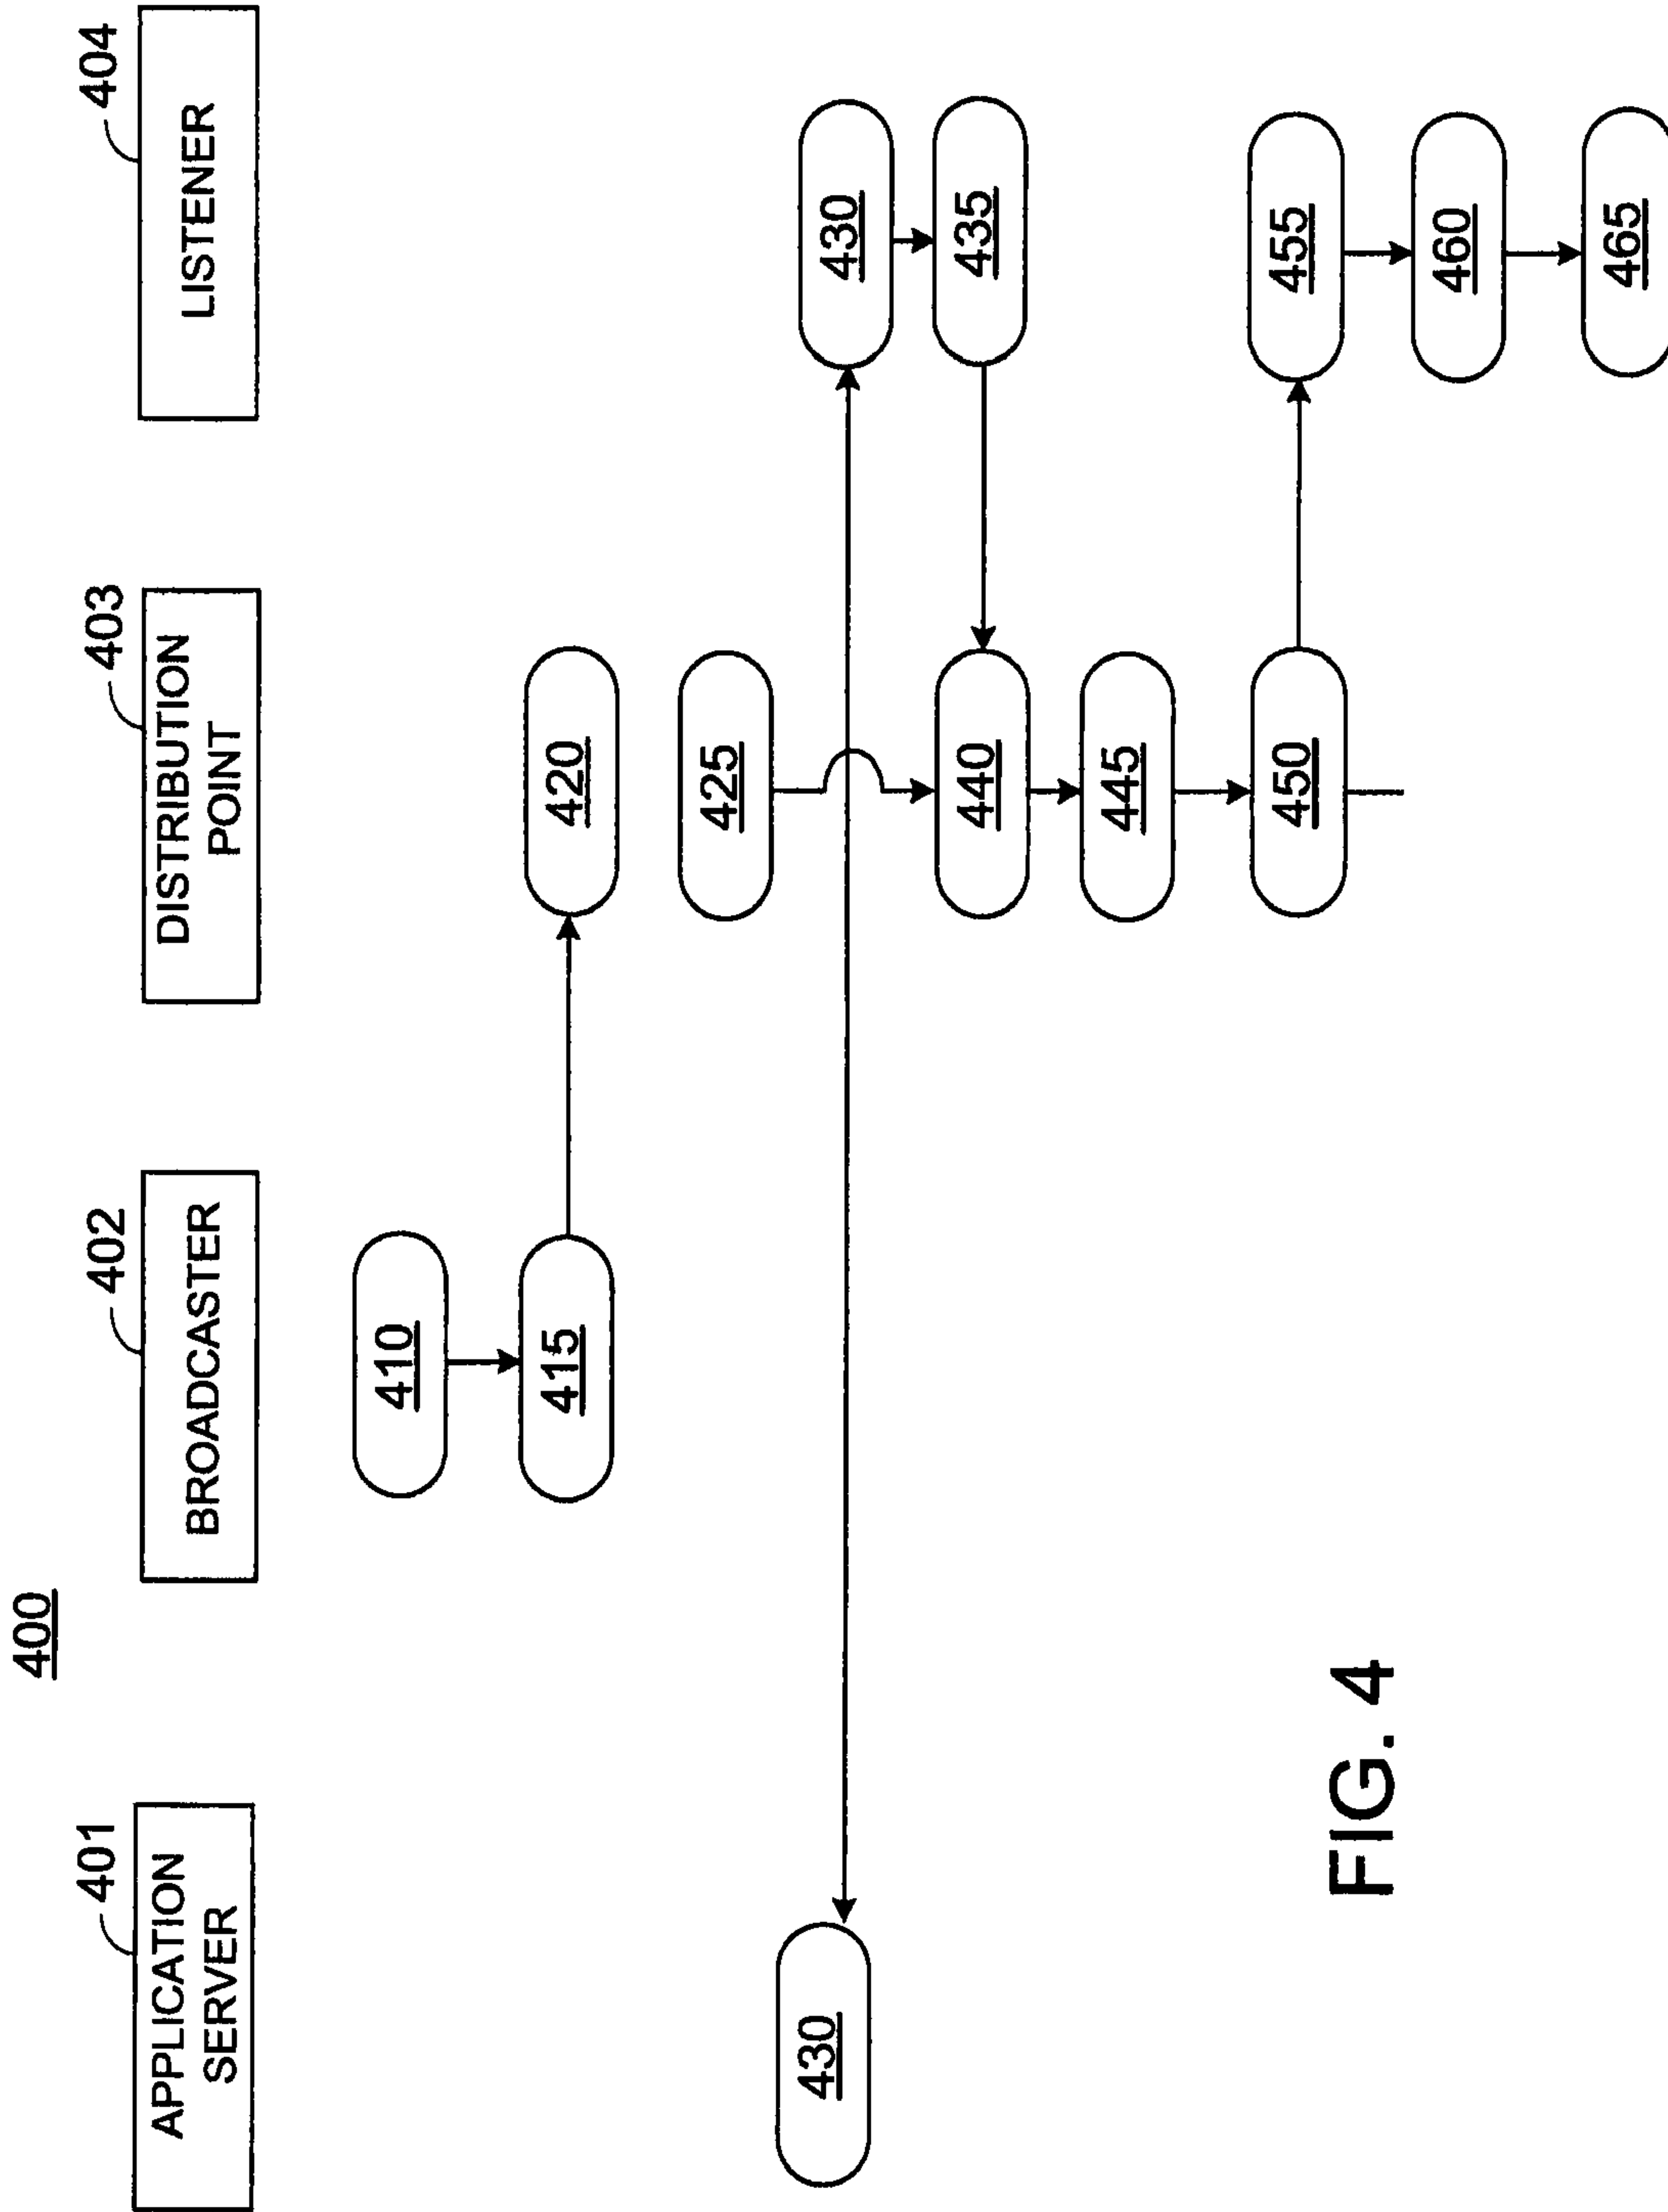 400
401
402
403
404
APPLICATION
SERVER
BROADCASTER
DISTRIBUTION
POINT
LISTENER
410
415
420
425
430
430
435
440
445
450
455
460
465
FIG. 4